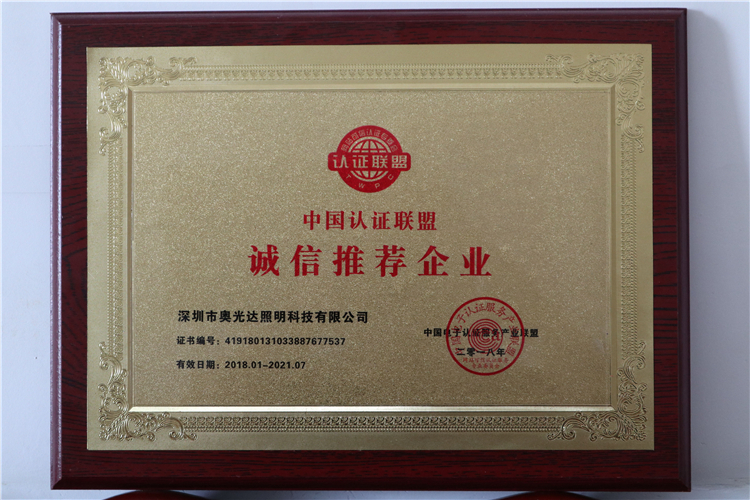 认证联盟
TWPC
中国认证联盟
诚信推荐企业
深圳市奥光达照明科技有限公司
证书编号：419180131033887677537
有效日期：2018.01~2021.07
中国电子认证服务产业联盟
二零一八年